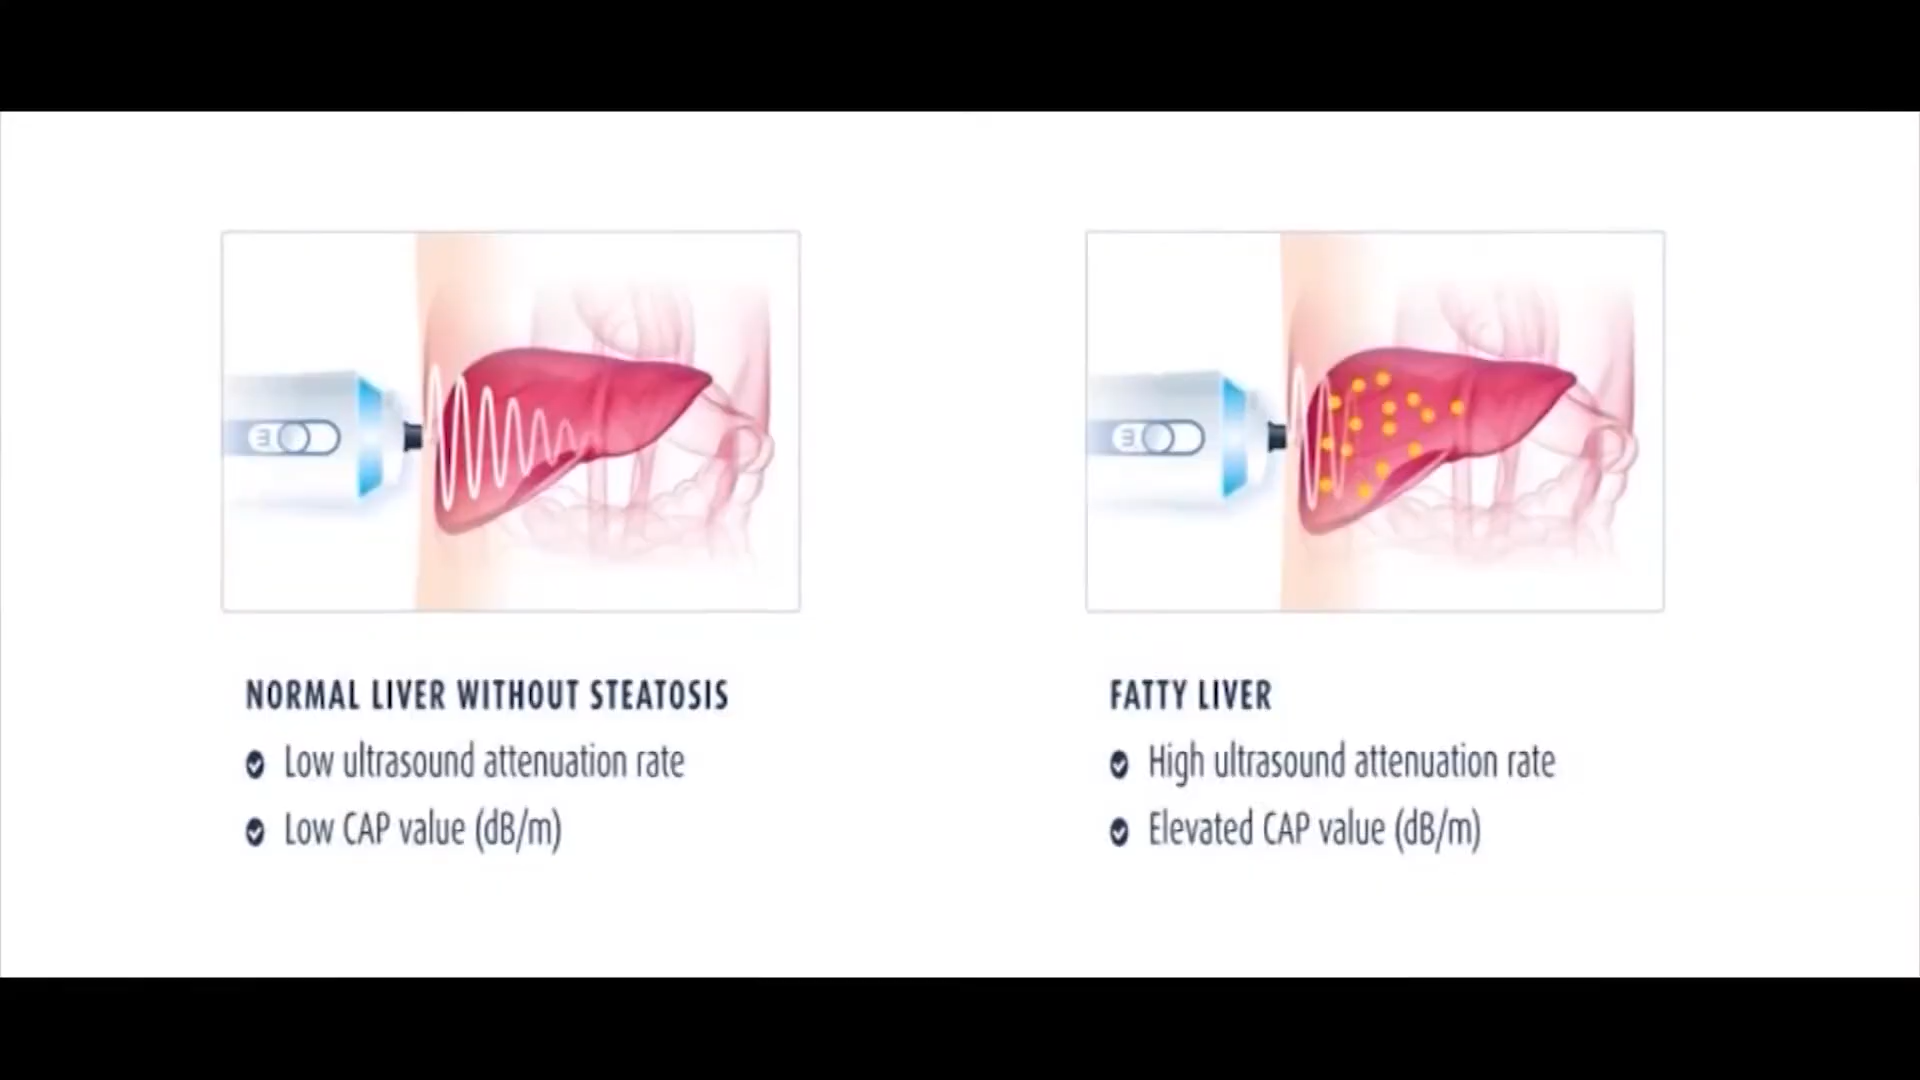 NORMAL LIVER WITHOUT STEATOSIS
Low ultrasound attenuation rate
Low CAP value (dB/m)
FATTY LIVER
High ultrasound attenuation rate
Elevated CAP value (dB/m)